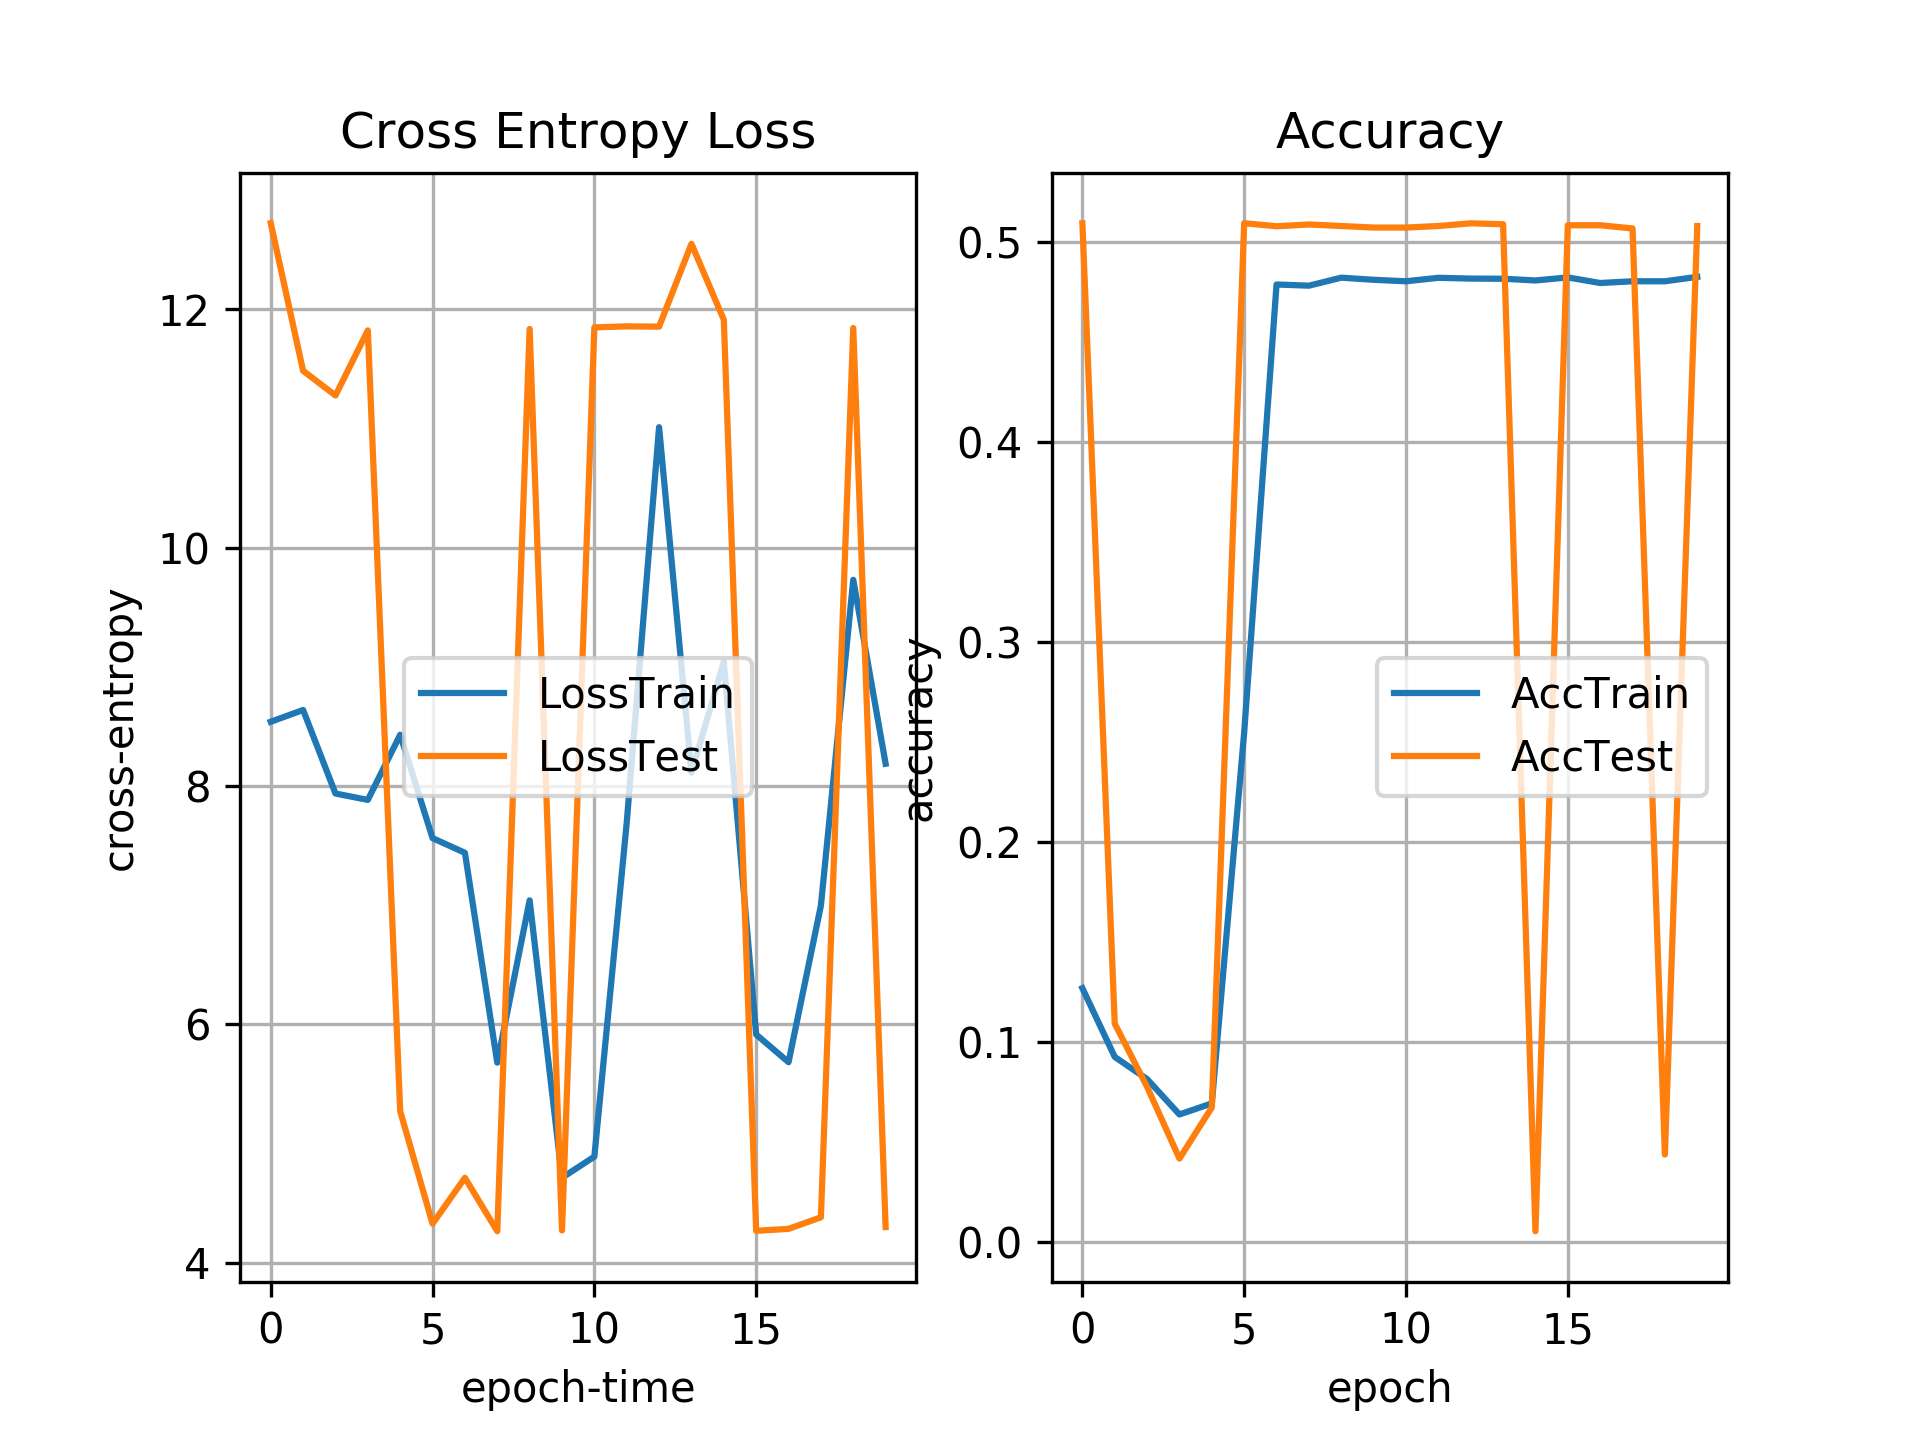 Cross Entropy Loss
cross-entropy
12
10
8
6
4
LossTrain
LossTest
0 5 10 15
epoch-time
Accuracy
accuracy
0.5
0.4
0.3
0.2
0.1
0.0
AccTrain
AccTest
0 5 10 15
epoch